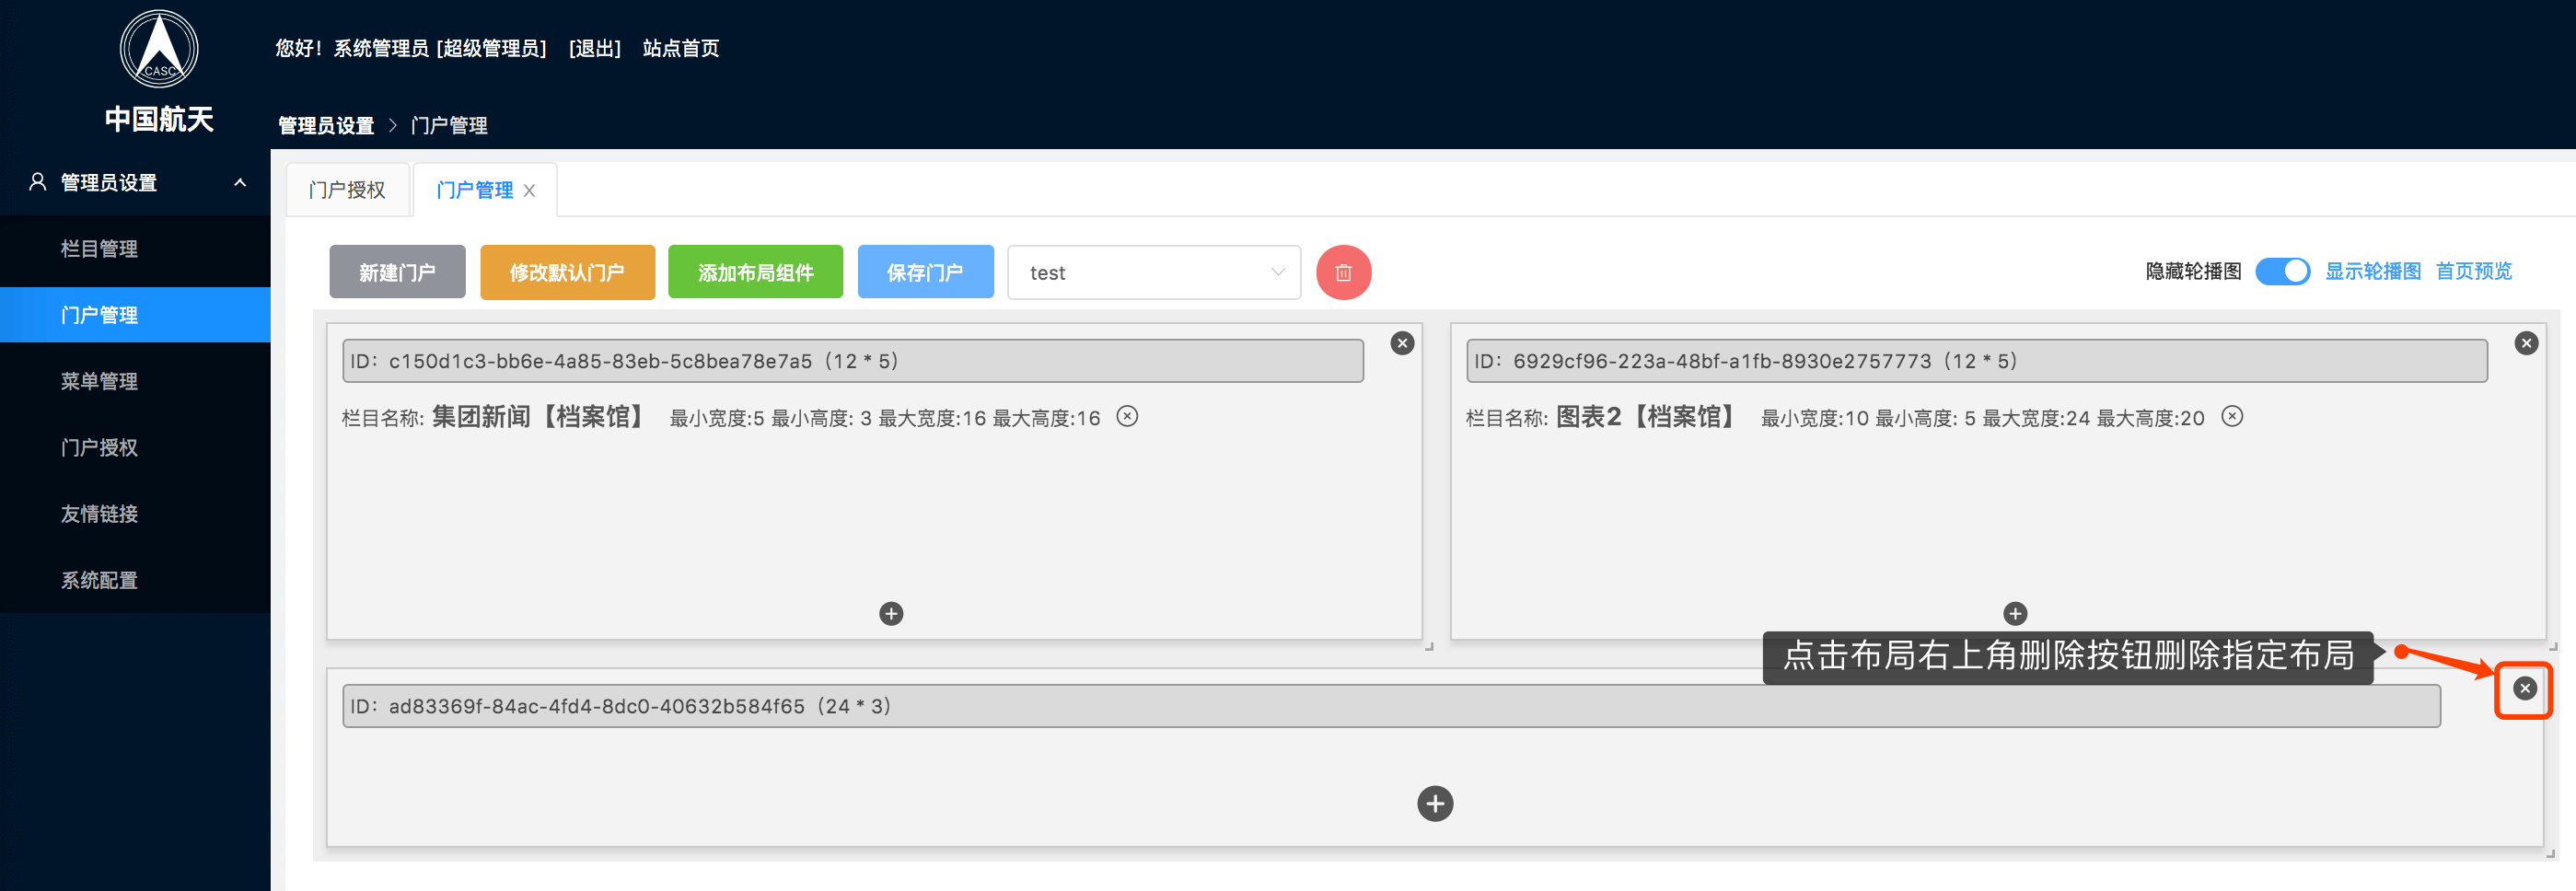 CASC
中国航天
您好！系统管理员 [超级管理员] [退出] 站点首页
管理员设置 > 门户管理
管理员设置
栏目管理
门户管理
菜单管理
门户授权
友情链接
系统配置
门户授权 门户管理
新建门户 修改默认门户 添加布局组件 保存门户 test 隐藏轮播图 显示轮播图 首页预览
ID：c150d1c3-bb6e-4a85-83eb-5c8bea78e7a5（12 * 5）
栏目名称: 集团新闻【档案馆】 最小宽度:5 最小高度: 3 最大宽度:16 最大高度:16
ID：6929cf96-223a-48bf-a1fb-8930e2757773（12 * 5）
栏目名称: 图表2【档案馆】 最小宽度:10 最小高度: 5 最大宽度:24 最大高度:20
点击布局右上角删除按钮删除指定布局
ID：ad83369f-84ac-4fd4-8dc0-40632b584f65（24 * 3）